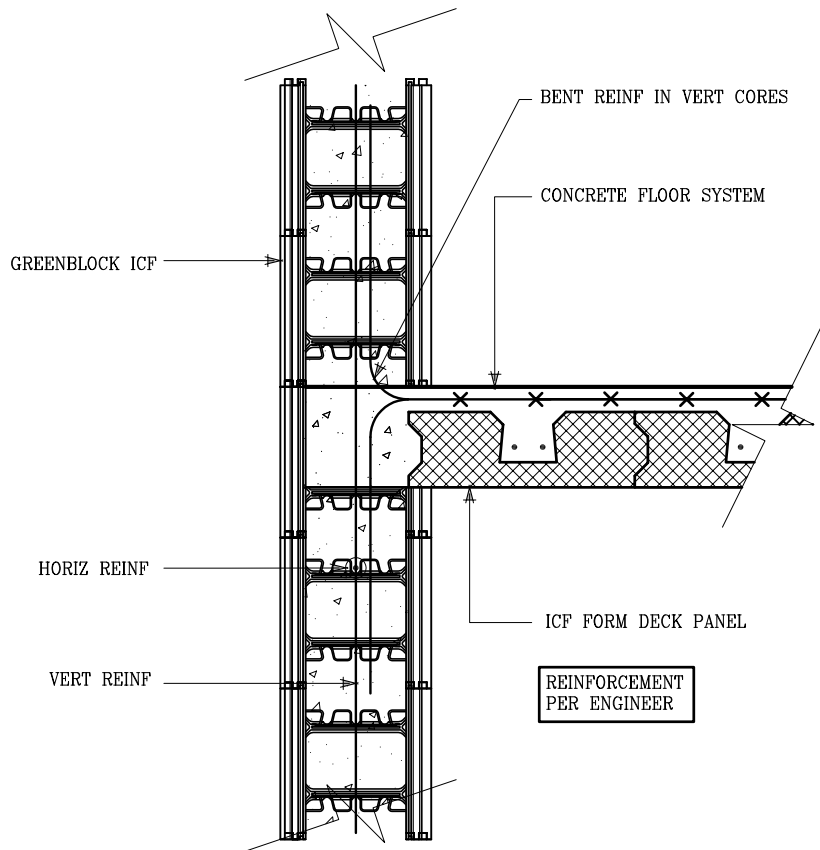 BENT REINF IN VERT CORES
CONCRETE FLOOR SYSTEM
GREENBLOCK ICF
HORIZ REINF
ICF FORM DECK PANEL
VERT REINF
REINFORCEMENT
PER ENGINEER